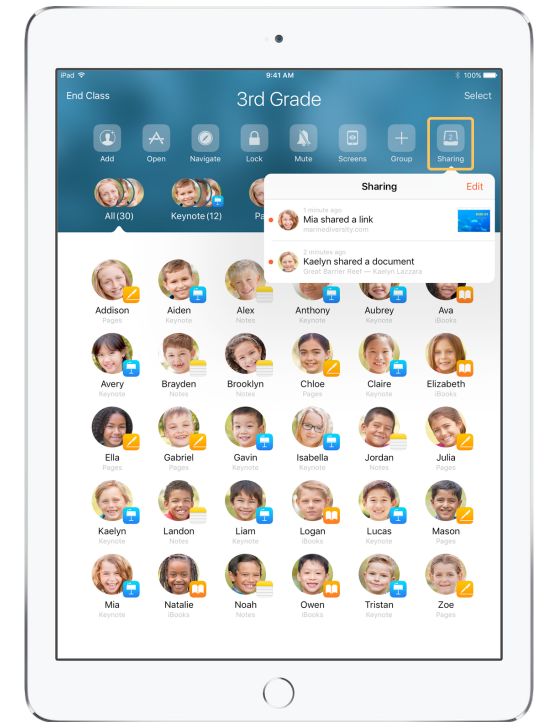 iPad
9:41 AM
100%
End Class
3rd Grade
Select
2
Add
Open
Navigate
Lock
Mute
Screens
Group
Sharing
All (30)
Keynote (12)
Sharing
Edit
1 minute ago
Mia shared a link
marinediversity.com
2 minutes ago
Kaelyn shared a document
Great Barrier Reef — Kaelyn Lazzara
Addison
Aiden
Alex
Anthony
Aubrey
Ava
Pages
Keynote
Notes
Keynote
Keynote
iBooks
Avery
Brayden
Brooklyn
Chloe
Claire
Elizabeth
Keynote
Notes
Notes
Pages
Keynote
iBooks
Ella
Gabriel
Gavin
Isabella
Jordan
Julia
Pages
Pages
Keynote
Keynote
Notes
Pages
Kaelyn
Landon
Liam
Logan
Lucas
Mason
Keynote
Notes
Keynote
iBooks
Keynote
Pages
Mia
Natalie
Noah
Owen
Tristan
Zoe
Keynote
iBooks
Notes
iBooks
Keynote
Pages